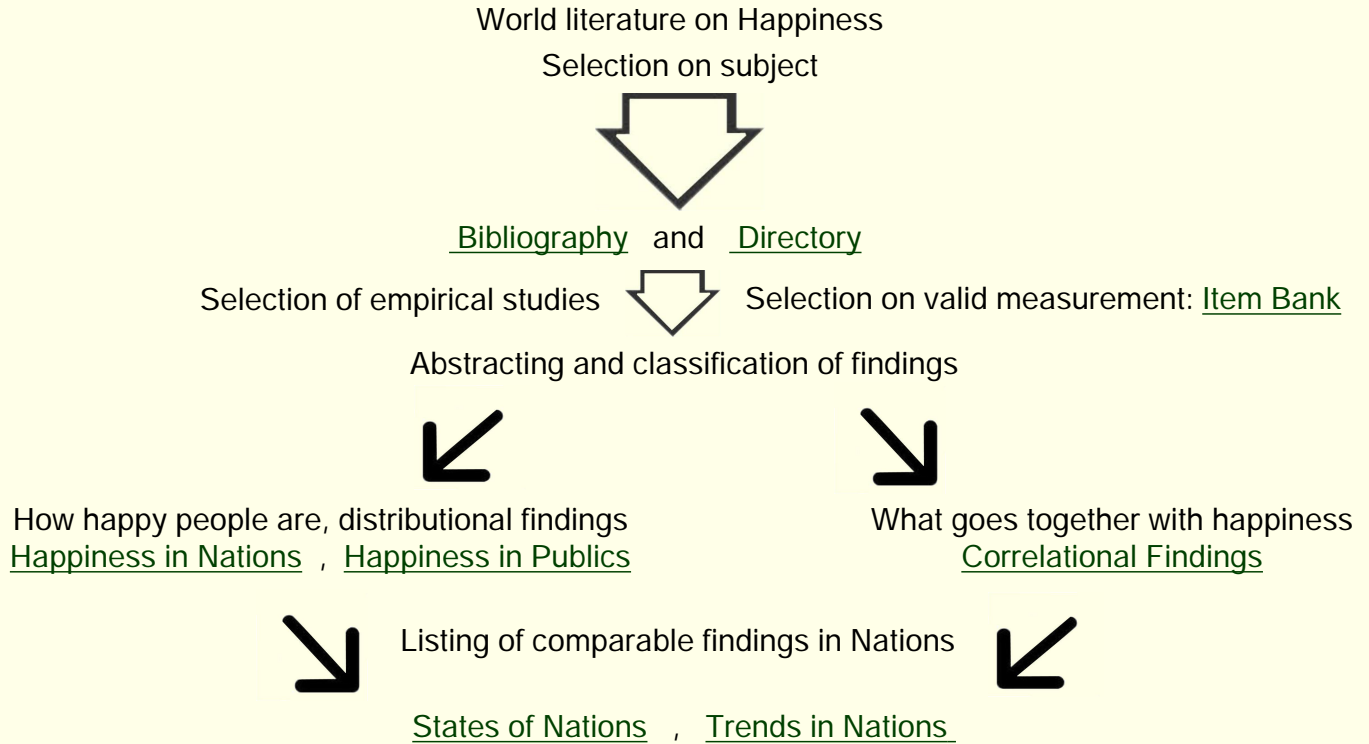 World literature on Happiness
Selection on subject
Bibliography and Directory
Selection of empirical studies
Selection on valid measurement: Item Bank
Abstracting and classification of findings
How happy people are, distributional findings
Happiness in Nations , Happiness in Publics
What goes together with happiness
Correlational Findings
Listing of comparable findings in Nations
States of Nations , Trends in Nations